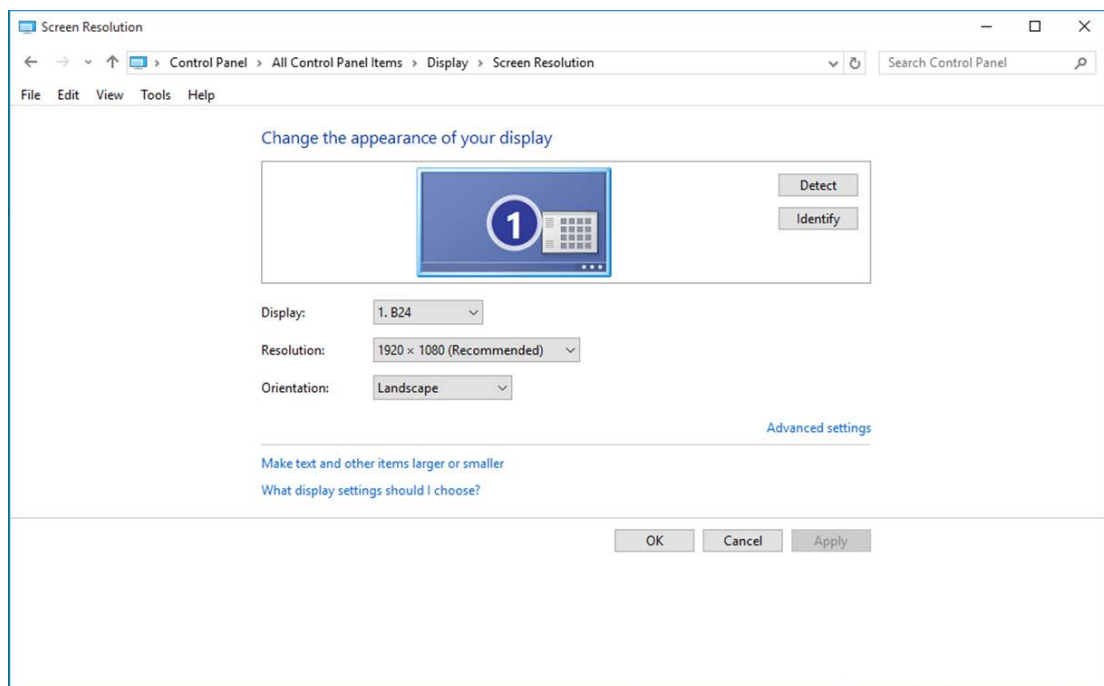 Screen Resolution
Control Panel > All Control Panel Items > Display > Screen Resolution
Search Control Panel
File Edit View Tools Help
Change the appearance of your display
1
Detect
Identify
Display: 1. B24
Resolution: 1920 × 1080 (Recommended)
Orientation: Landscape
Advanced settings
Make text and other items larger or smaller
What display settings should I choose?
OK Cancel Apply